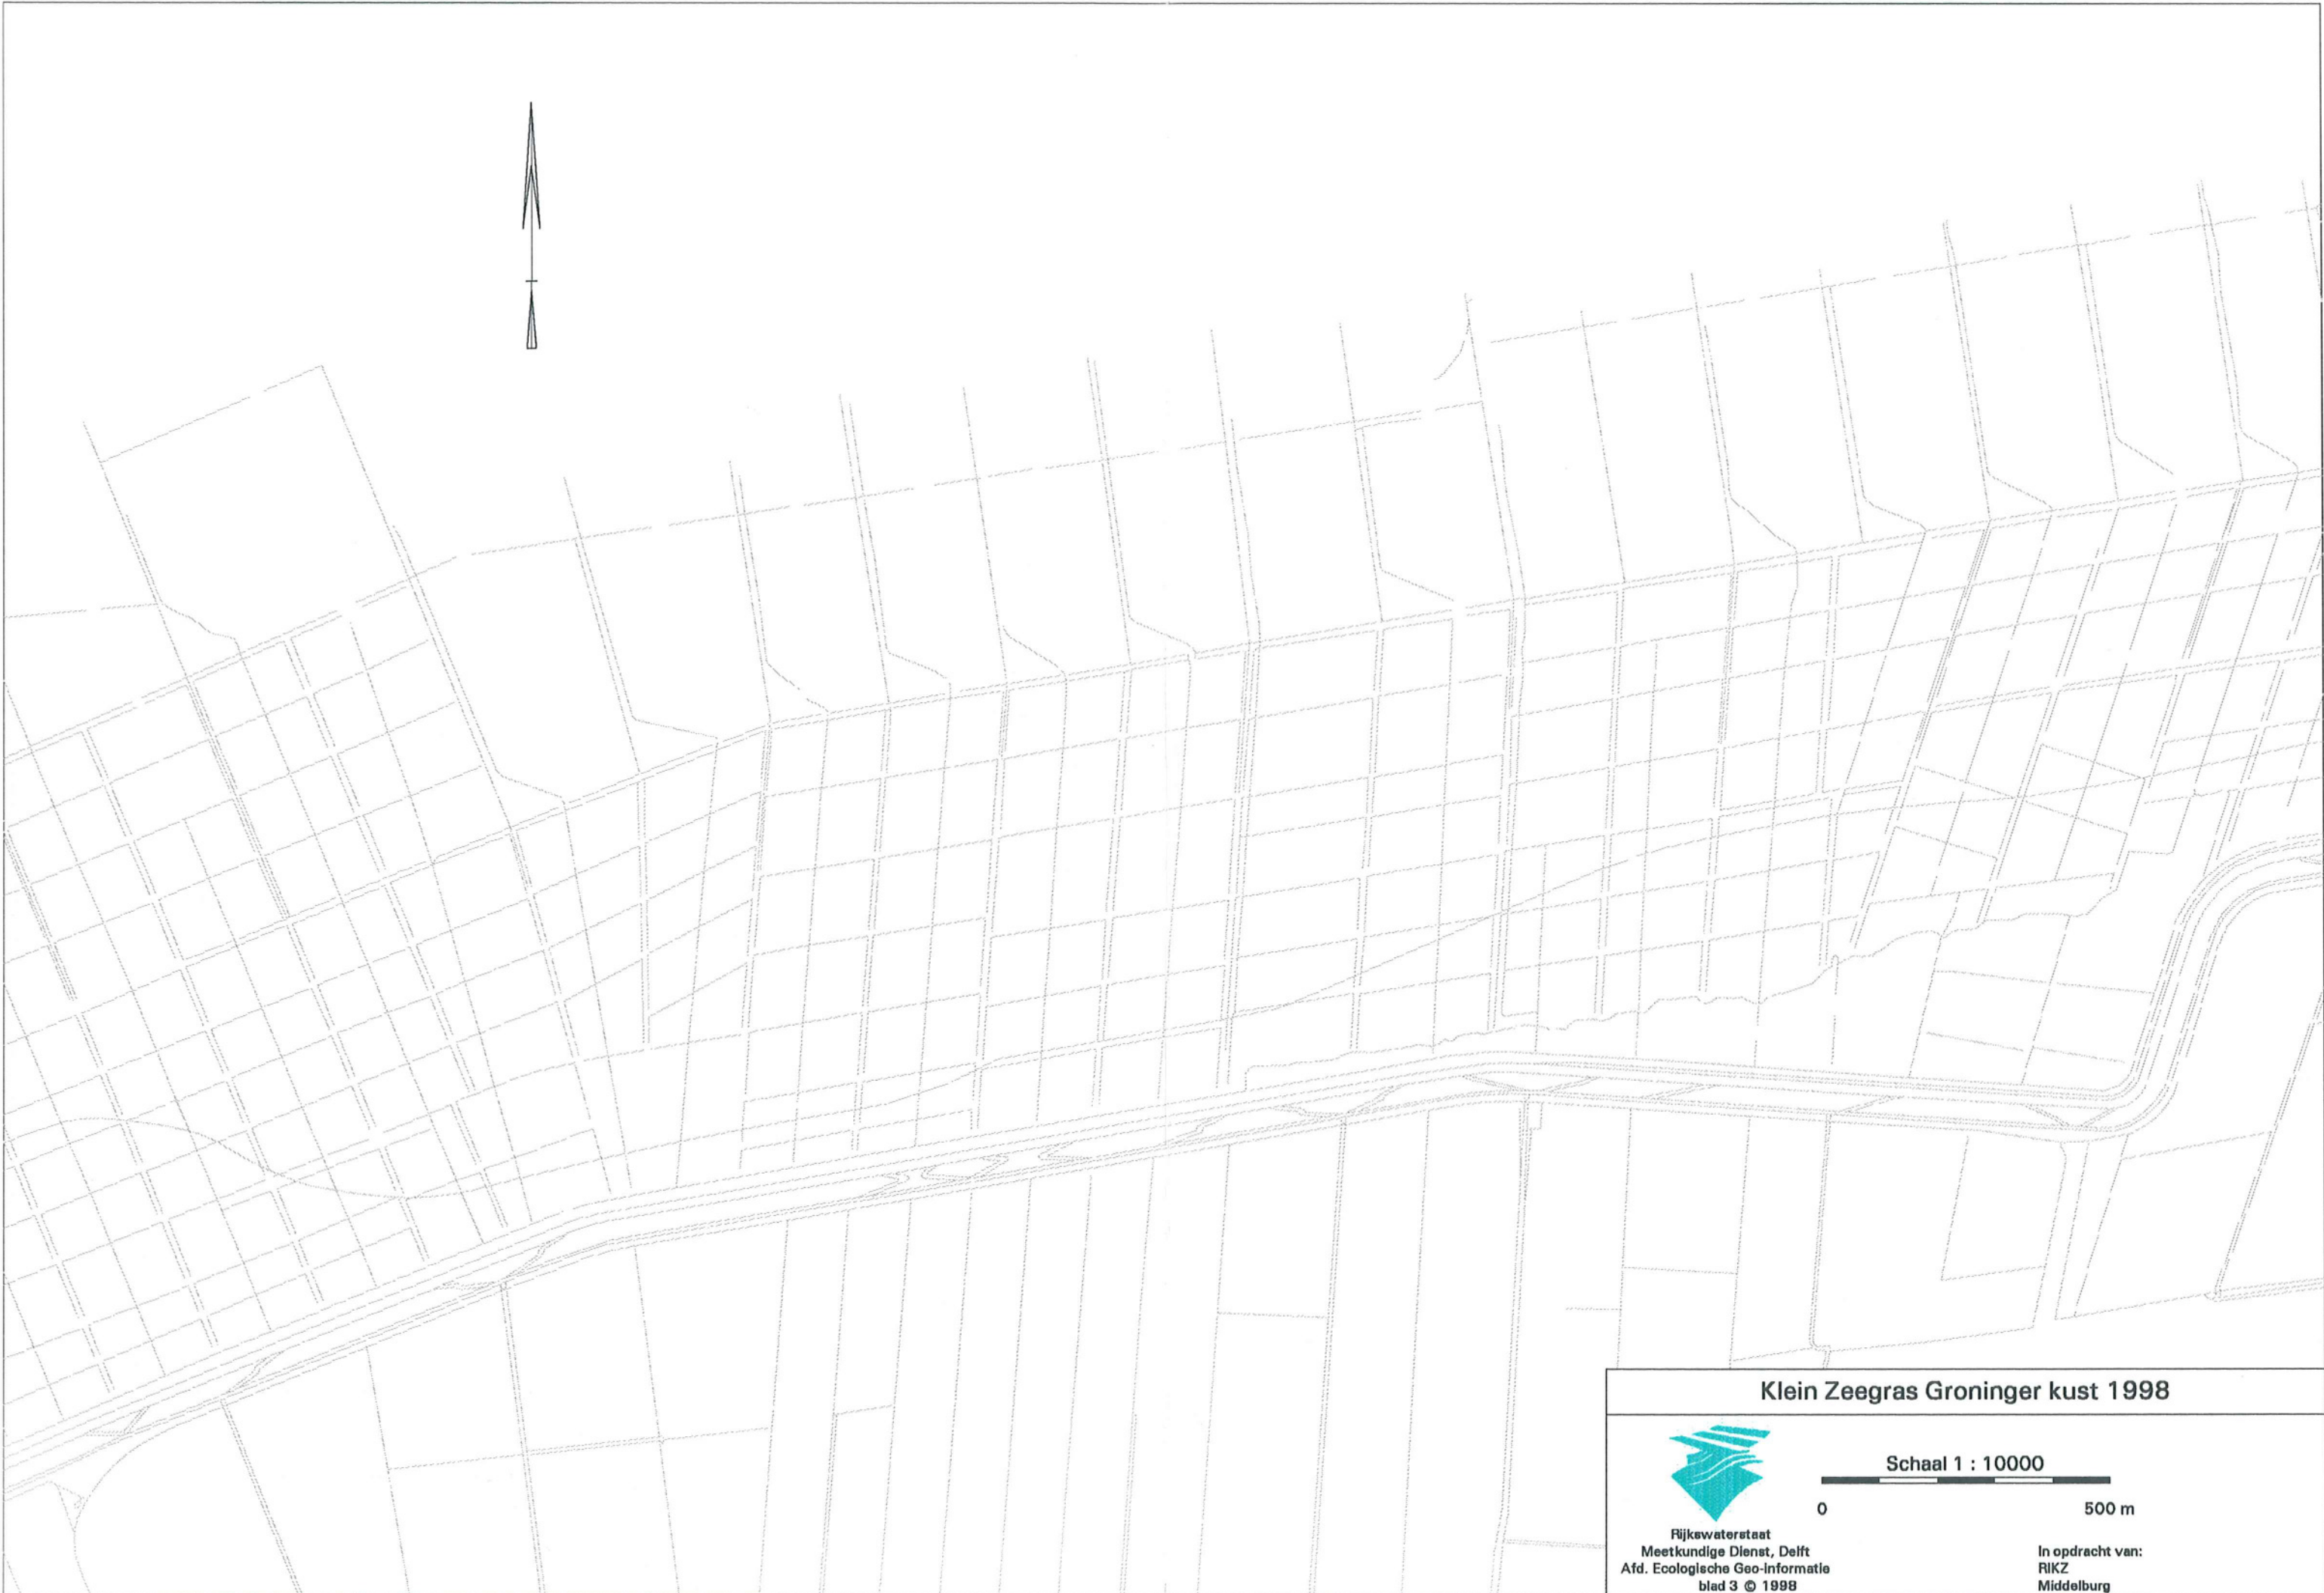 Klein Zeegras Groninger kust 1998
Schaal 1 : 10000
0 500 m
Rijkswaterstaat
Meetkundige Dienst, Delft
Afd. Ecologische Geo-informatie
blad 3 © 1998
In opdracht van:
RIKZ
Middelburg